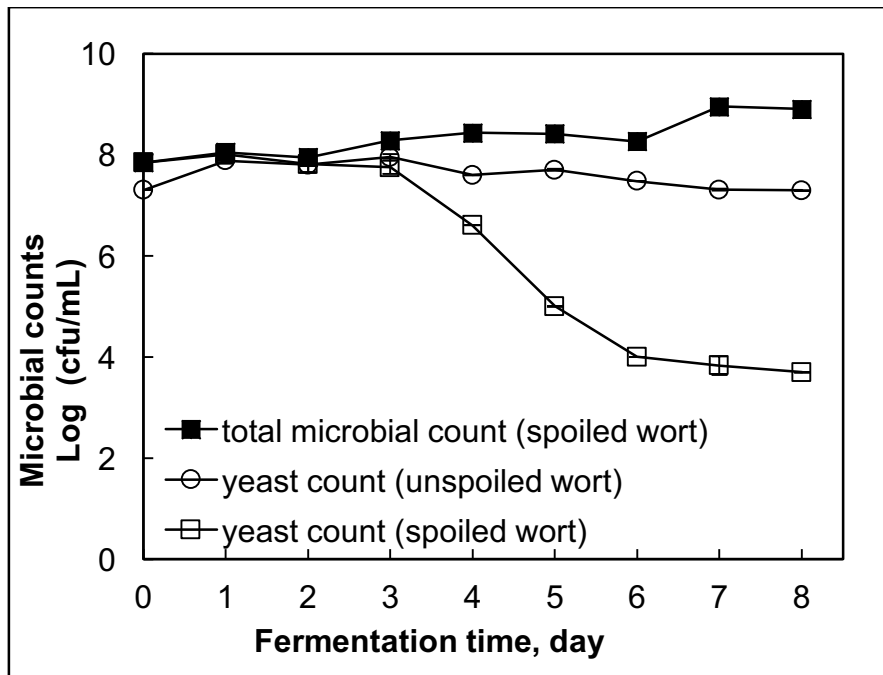 Microbial counts
Log (cfu/mL)
10
8
6
4
2
0
total microbial count (spoiled wort)
yeast count (unspoiled wort)
yeast count (spoiled wort)
0 1 2 3 4 5 6 7 8
Fermentation time, day